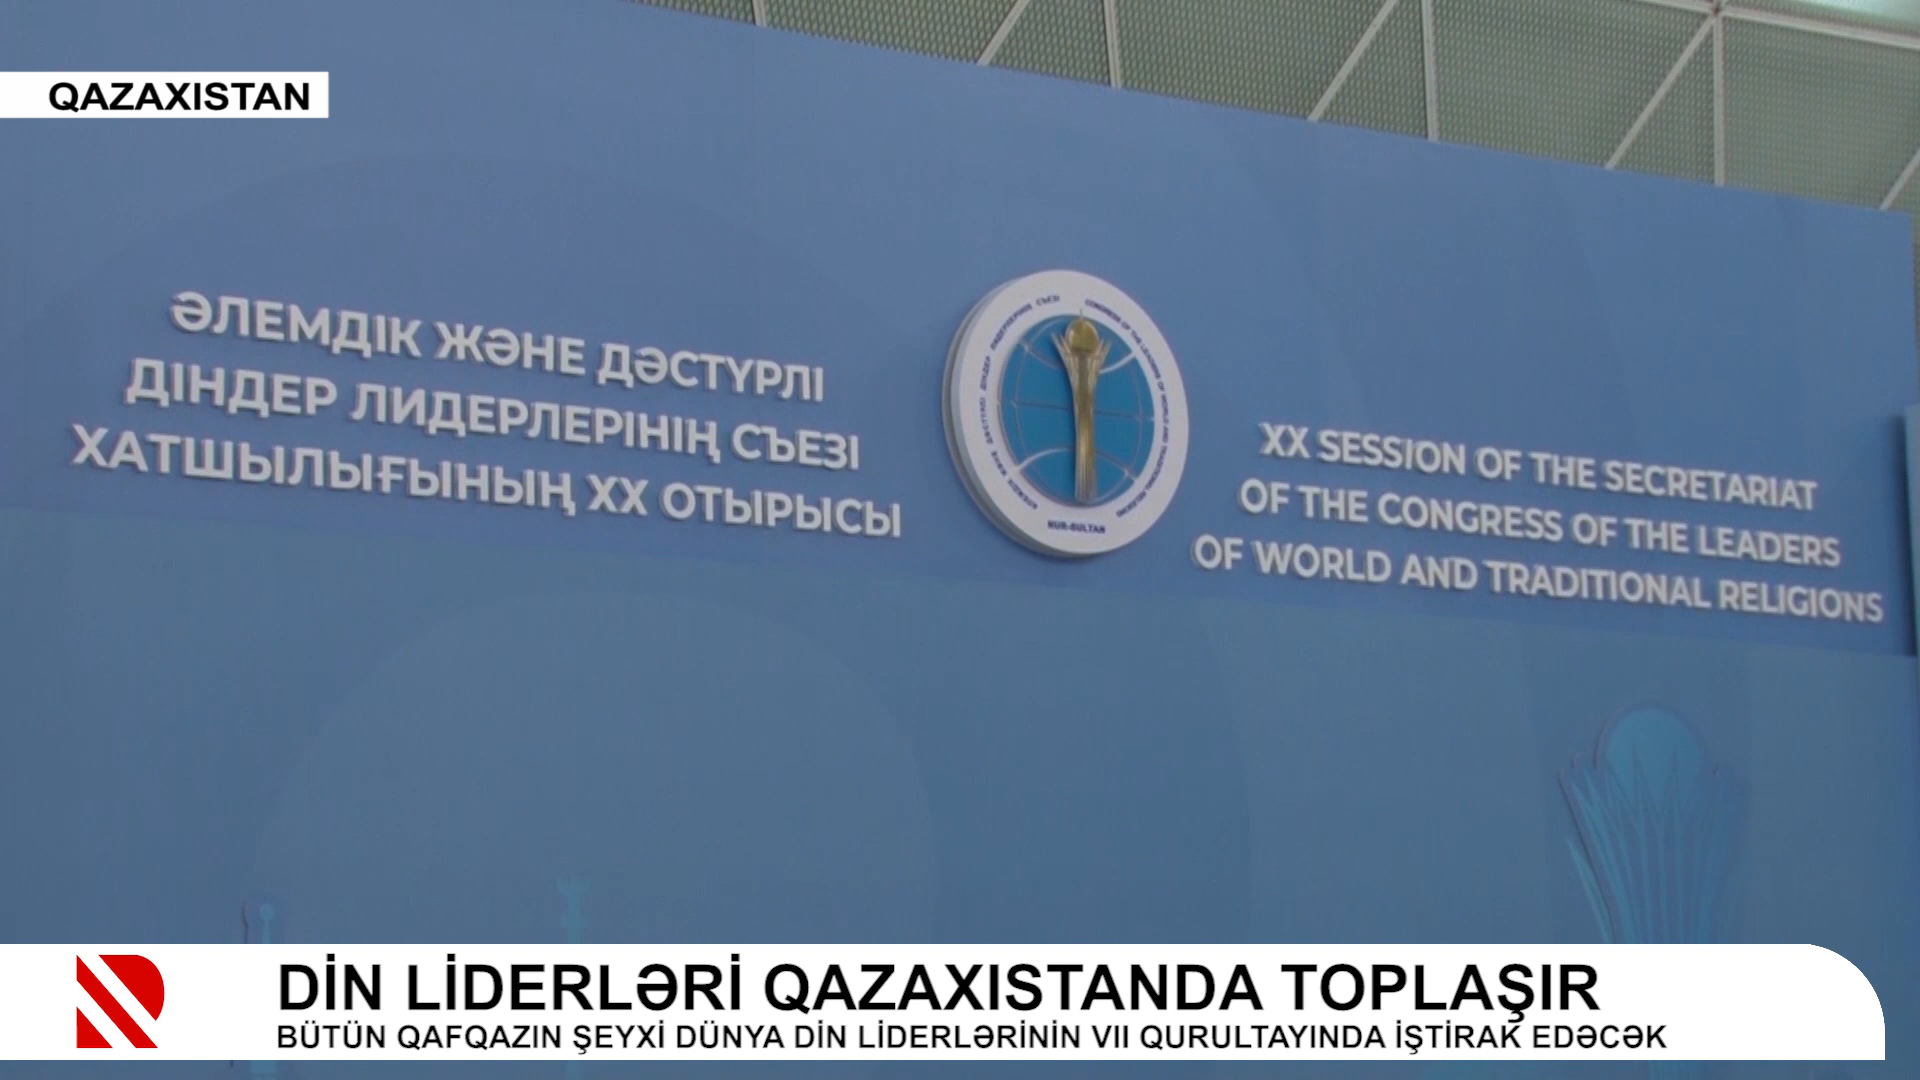 QAZAXISTAN
ӘЛЕМДІК ЖӘНЕ ДӘСТҮРЛІ
ДІНДЕР ЛИДЕРЛЕРІНІҢ СЪЕЗІ
ХАТШЫЛЫҒЫНЫҢ XX ОТЫРЫСЫ
NUR-SULTAN
XX SESSION OF THE SECRETARIAT
OF THE CONGRESS OF THE LEADERS
OF WORLD AND TRADITIONAL RELIGIONS
DİN LİDERLƏRİ QAZAXISTANDA TOPLAŞIR
BÜTÜN QAFQAZIN ŞEYXİ DÜNYA DİN LİDERLƏRİNİN VII QURULTAYINDA İŞTİRAK EDƏCƏK